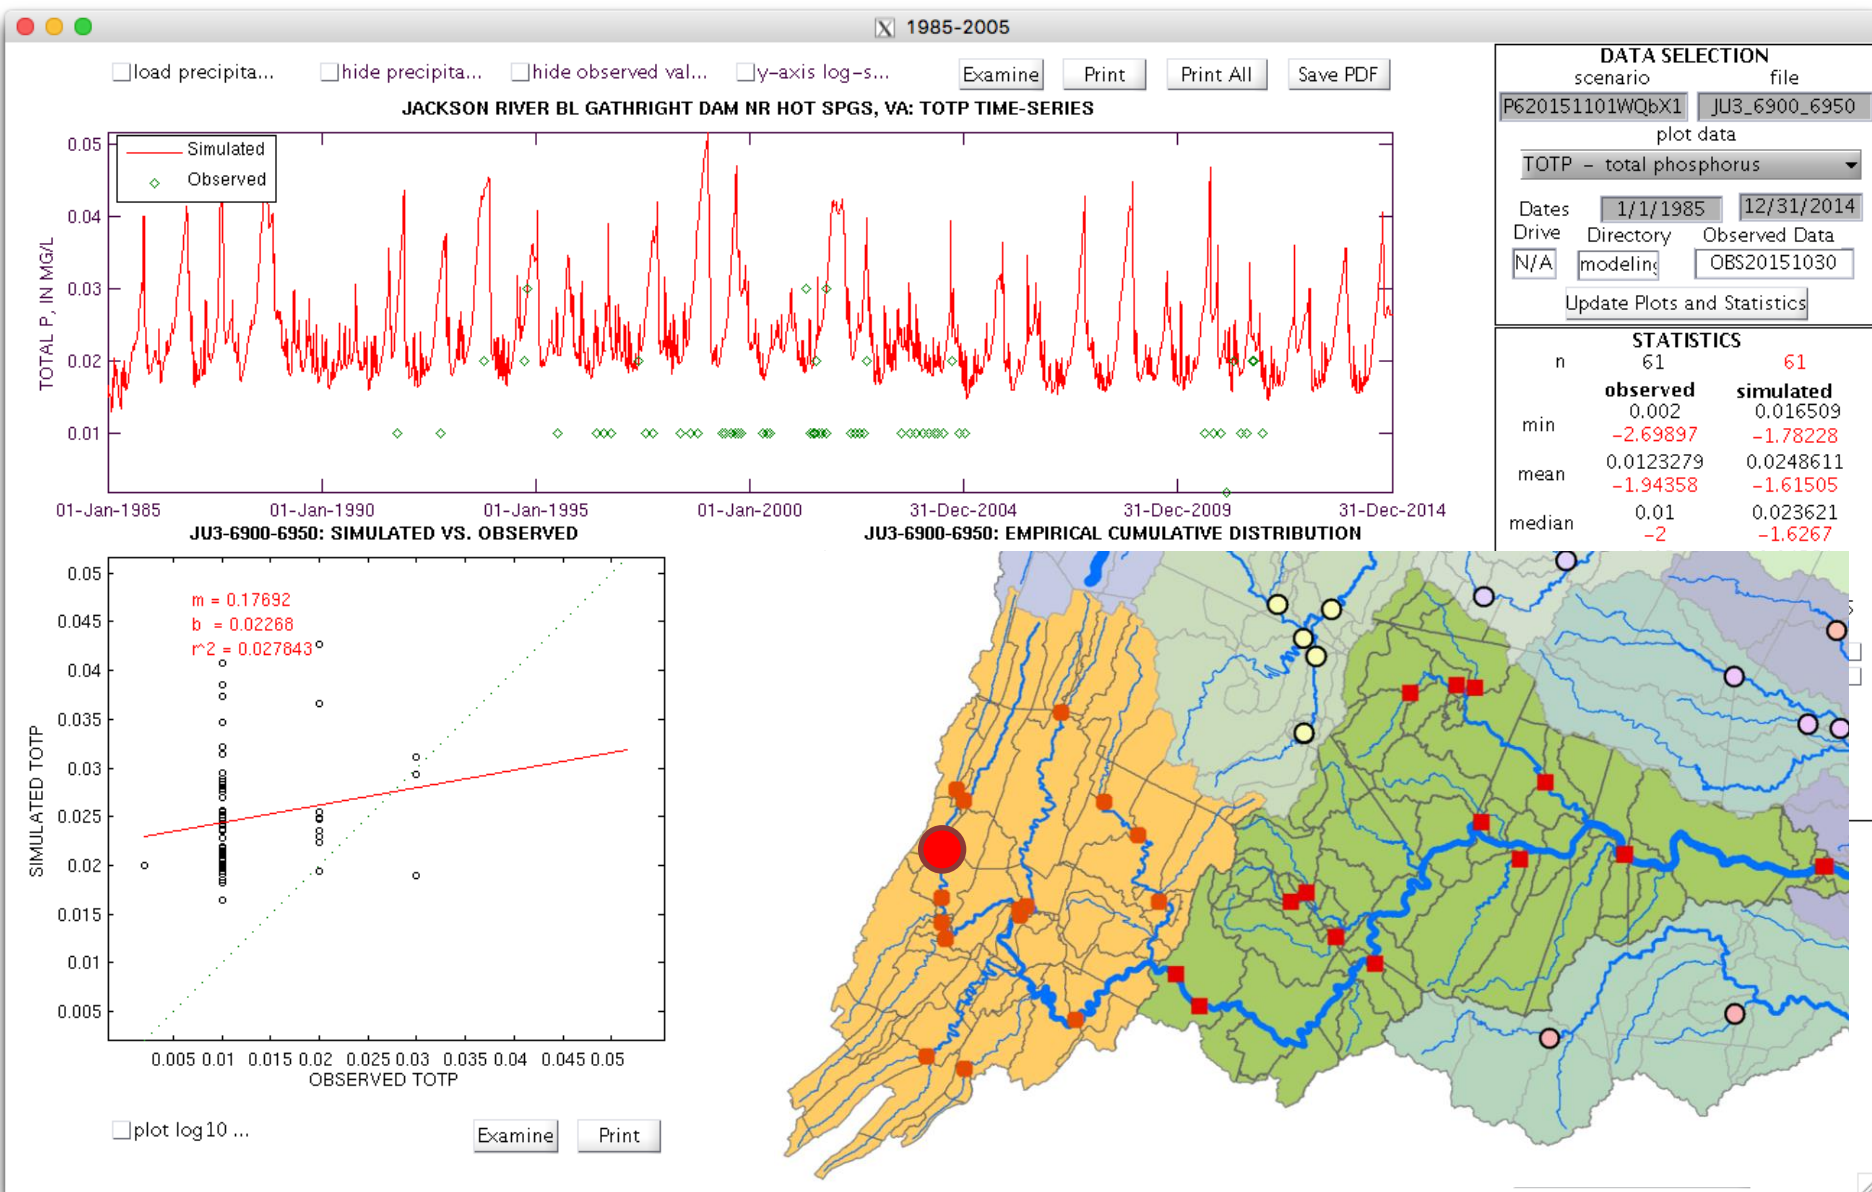 1985-2005
load precipita...
hide precipita...
hide observed val...
y-axis log-s...
Examine
Print
Print All
Save PDF
JACKSON RIVER BL GATHRIGHT DAM NR HOT SPGS, VA: TOTP TIME-SERIES
Simulated
Observed
TOTAL P, IN MG/L
0.05
0.04
0.03
0.02
0.01
01-Jan-1985
01-Jan-1990
01-Jan-1995
01-Jan-2000
31-Dec-2004
31-Dec-2009
31-Dec-2014
DATA SELECTION
scenario file
P620151101WQbX1 JU3_6900_6950
plot data
TOTP - total phosphorus
Dates 1/1/1985 12/31/2014
Drive Directory Observed Data
N/A modeling OBS20151030
Update Plots and Statistics
STATISTICS
n 61 61
observed simulated
min 0.002 0.016509
-2.69897 -1.78228
mean 0.0123279 0.0248611
-1.94358 -1.61505
median 0.01 0.023621
-2 -1.6267
JU3-6900-6950: SIMULATED VS. OBSERVED
m = 0.17692
b = 0.02268
r^2 = 0.027843
SIMULATED TOTP
0.05
0.045
0.04
0.035
0.03
0.025
0.02
0.015
0.01
0.005
0.005 0.01 0.015 0.02 0.025 0.03 0.035 0.04 0.045 0.05
OBSERVED TOTP
plot log10 ...
Examine
Print
JU3-6900-6950: EMPIRICAL CUMULATIVE DISTRIBUTION